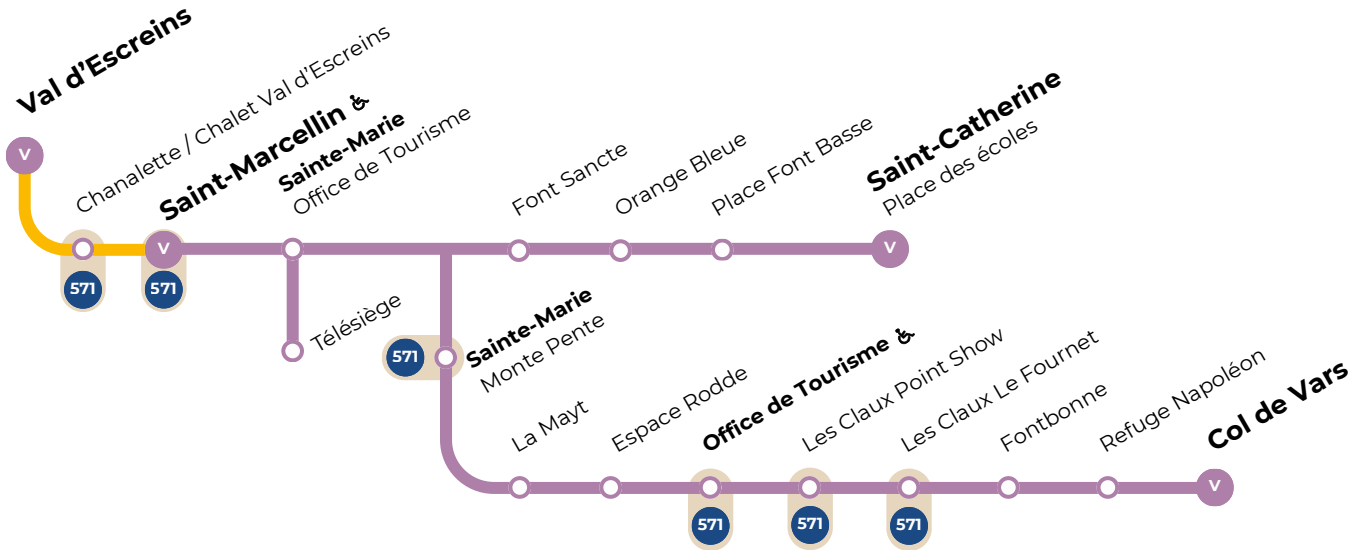 Val d'Escreins
V
Chanalette / Chalet Val d'Escreins
571
Saint-Marcellin
V
571
Sainte-Marie
Office de Tourisme
Télésiège
Font Sancte
Orange Bleue
Place Font Basse
Saint-Catherine
Place des écoles
V
571
Sainte-Marie
Monte Pente
La Mayt
Espace Rodde
Office de Tourisme
571
Les Claux Point Show
571
Les Claux Le Fournet
571
Fontbonne
Refuge Napoléon
Col de Vars
V